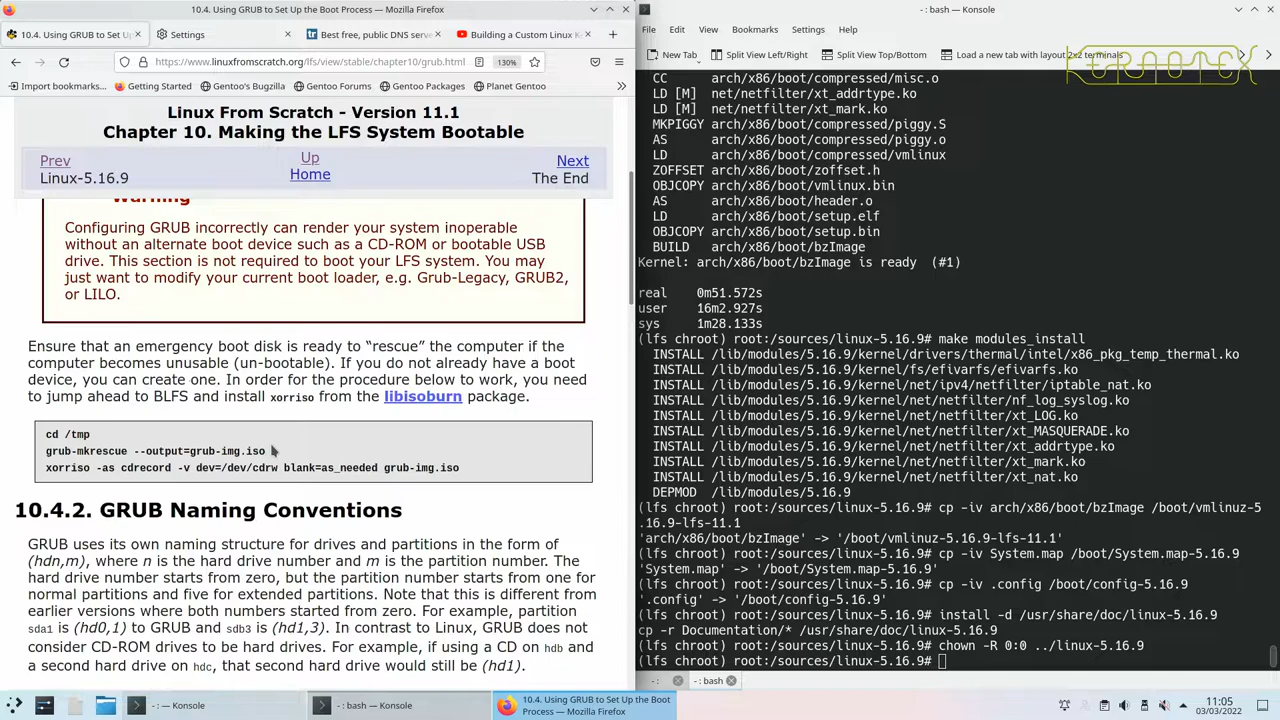 10.4. Using GRUB to Set Up the Boot Process — Mozilla Firefox
10.4. Using GRUB to Set Up
Settings
Best free, public DNS serve
Building a Custom Linux Ke
https://www.linuxfromscratch.org/lfs/view/stable/chapter10/grub.html
130%
Import bookmarks...
Getting Started
Gentoo's Bugzilla
Gentoo Forums
Gentoo Packages
Planet Gentoo
Linux From Scratch - Version 11.1
Chapter 10. Making the LFS System Bootable
Prev
Up
Next
Linux-5.16.9
Home
The End
Warning
Configuring GRUB incorrectly can render your system inoperable
without an alternate boot device such as a CD-ROM or bootable USB
drive. This section is not required to boot your LFS system. You may
just want to modify your current boot loader, e.g. Grub-Legacy, GRUB2,
or LILO.
Ensure that an emergency boot disk is ready to “rescue” the computer if the
computer becomes unusable (un-bootable). If you do not already have a boot
device, you can create one. In order for the procedure below to work, you need
to jump ahead to BLFS and install xorriso from the libisoburn package.
cd /tmp
grub-mkrescue --output=grub-img.iso
xorriso -as cdrecord -v dev=/dev/cdrw blank=as_needed grub-img.iso
10.4.2. GRUB Naming Conventions
GRUB uses its own naming structure for drives and partitions in the form of
(hdn,m), where n is the hard drive number and m is the partition number. The
hard drive number starts from zero, but the partition number starts from one for
normal partitions and five for extended partitions. Note that this is different from
earlier versions where both numbers started from zero. For example, partition
sda1 is (hd0,1) to GRUB and sdb3 is (hd1,3). In contrast to Linux, GRUB does not
consider CD-ROM drives to be hard drives. For example, if using a CD on hdb and
a second hard drive on hdc, that second hard drive would still be (hd1).
- : bash — Konsole
File Edit View Bookmarks Settings Help
New Tab
Split View Left/Right
Split View Top/Bottom
Load a new tab with layout 2x2 terminals
KERNOTEX
CC arch/x86/boot/compressed/misc.o
LD [M] net/netfilter/xt_addrtype.ko
LD [M] net/netfilter/xt_mark.ko
MKPIGGY arch/x86/boot/compressed/piggy.S
AS arch/x86/boot/compressed/piggy.o
LD arch/x86/boot/compressed/vmlinux
ZOFFSET arch/x86/boot/zoffset.h
OBJCOPY arch/x86/boot/vmlinux.bin
AS arch/x86/boot/header.o
LD arch/x86/boot/setup.elf
OBJCOPY arch/x86/boot/setup.bin
BUILD arch/x86/boot/bzImage
Kernel: arch/x86/boot/bzImage is ready (#1)
real 0m51.572s
user 16m2.927s
sys 1m28.133s
(lfs chroot) root:/sources/linux-5.16.9# make modules_install
INSTALL /lib/modules/5.16.9/kernel/drivers/thermal/intel/x86_pkg_temp_thermal.ko
INSTALL /lib/modules/5.16.9/kernel/fs/efivarfs/efivarfs.ko
INSTALL /lib/modules/5.16.9/kernel/net/ipv4/netfilter/iptable_nat.ko
INSTALL /lib/modules/5.16.9/kernel/net/netfilter/nf_log_syslog.ko
INSTALL /lib/modules/5.16.9/kernel/net/netfilter/xt_LOG.ko
INSTALL /lib/modules/5.16.9/kernel/net/netfilter/xt_MASQUERADE.ko
INSTALL /lib/modules/5.16.9/kernel/net/netfilter/xt_addrtype.ko
INSTALL /lib/modules/5.16.9/kernel/net/netfilter/xt_mark.ko
INSTALL /lib/modules/5.16.9/kernel/net/netfilter/xt_nat.ko
DEPMOD /lib/modules/5.16.9
(lfs chroot) root:/sources/linux-5.16.9# cp -iv arch/x86/boot/bzImage /boot/vmlinuz-5
.16.9-lfs-11.1
'arch/x86/boot/bzImage' -> '/boot/vmlinuz-5.16.9-lfs-11.1'
(lfs chroot) root:/sources/linux-5.16.9# cp -iv System.map /boot/System.map-5.16.9
'System.map' -> '/boot/System.map-5.16.9'
(lfs chroot) root:/sources/linux-5.16.9# cp -iv .config /boot/config-5.16.9
'.config' -> '/boot/config-5.16.9'
(lfs chroot) root:/sources/linux-5.16.9# install -d /usr/share/doc/linux-5.16.9
cp -r Documentation/* /usr/share/doc/linux-5.16.9
(lfs chroot) root:/sources/linux-5.16.9# chown -R 0:0 ../linux-5.16.9
(lfs chroot) root:/sources/linux-5.16.9#
- :
- : bash
- : — Konsole
- : bash — Konsole
10.4. Using GRUB to Set Up the Boot
Process — Mozilla Firefox
11:05
03/03/2022